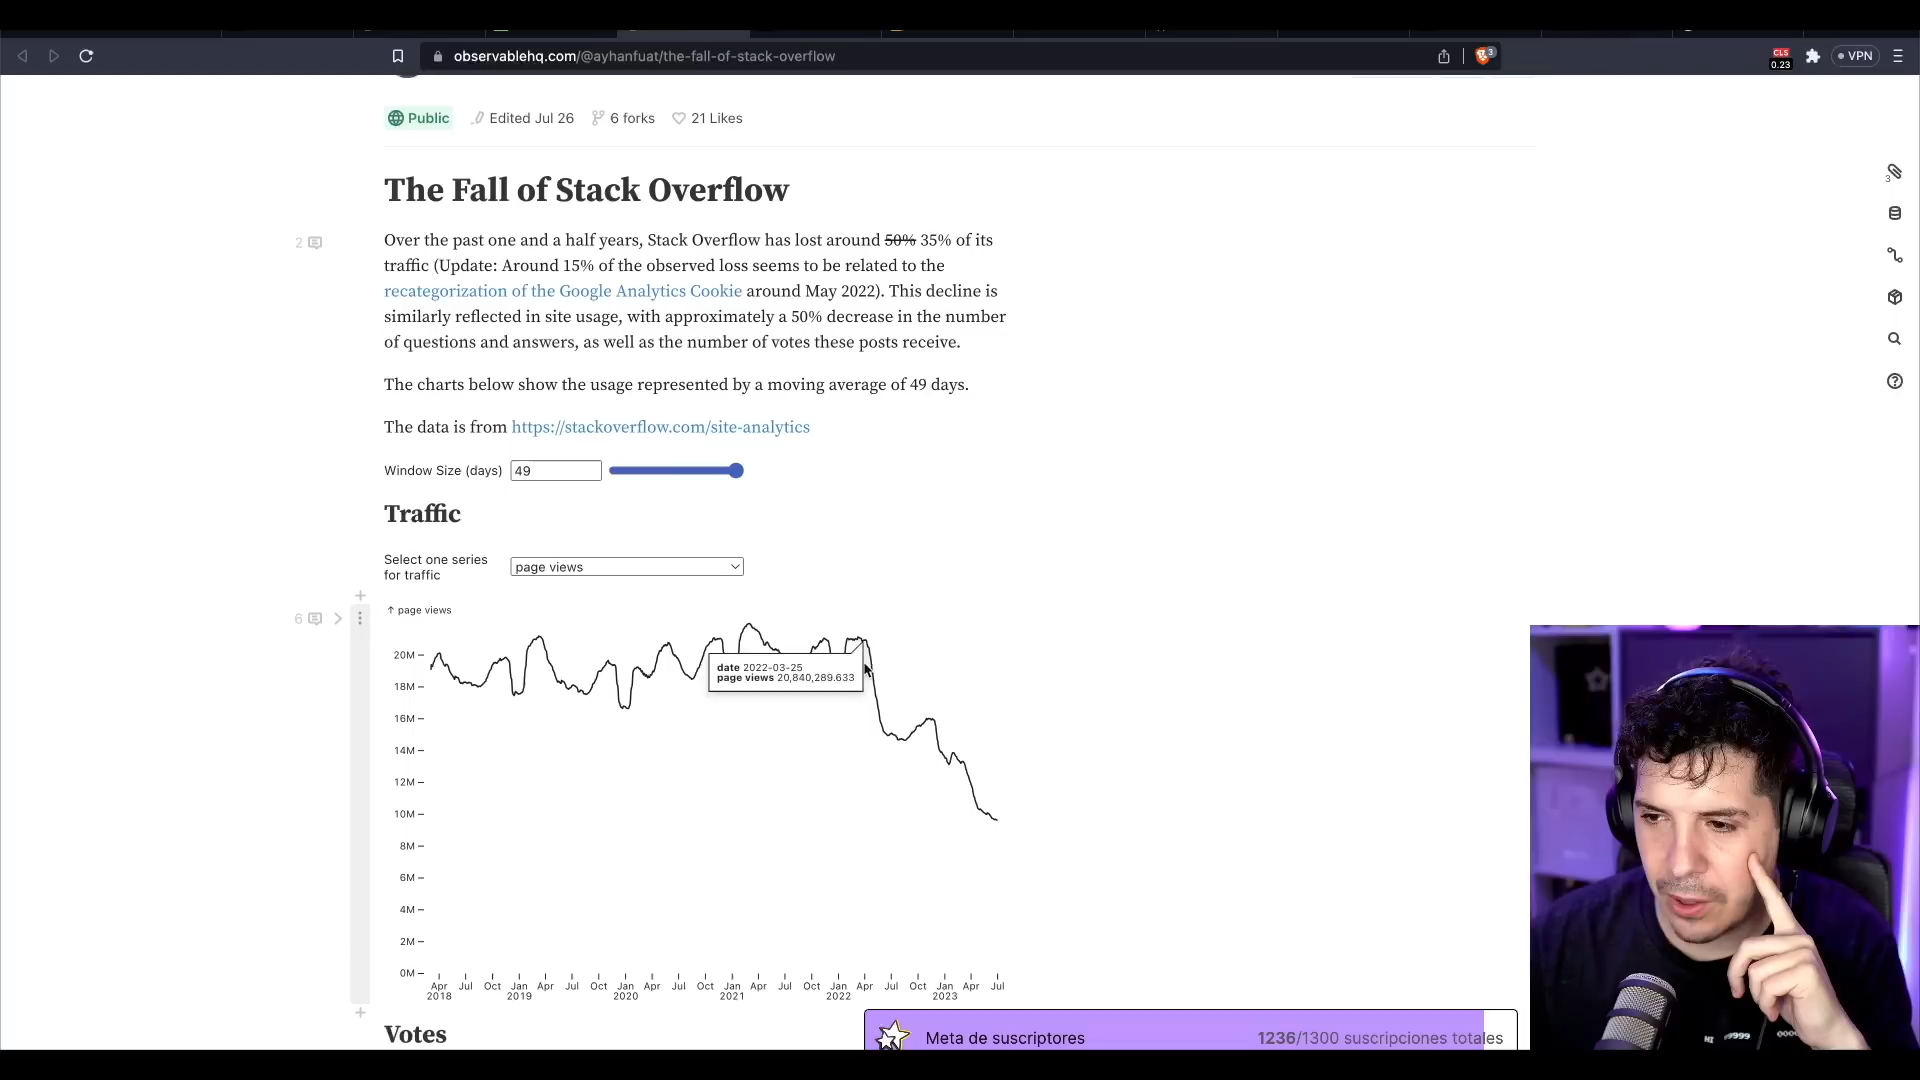 observablehq.com/@ayhanfuat/the-fall-of-stack-overflow
3
CLS
0.23
VPN
Public Edited Jul 26 6 forks 21 Likes
3
The Fall of Stack Overflow
2
Over the past one and a half years, Stack Overflow has lost around 50% 35% of its
traffic (Update: Around 15% of the observed loss seems to be related to the
recategorization of the Google Analytics Cookie around May 2022). This decline is
similarly reflected in site usage, with approximately a 50% decrease in the number
of questions and answers, as well as the number of votes these posts receive.
The charts below show the usage represented by a moving average of 49 days.
The data is from https://stackoverflow.com/site-analytics
Window Size (days) 49
Traffic
Select one series
for traffic
page views
6
↑ page views
20M
18M
16M
14M
12M
10M
8M
6M
4M
2M
0M
date 2022-03-25
page views 20,840,289.633
Apr Jul Oct Jan Apr Jul Oct Jan Apr Jul Oct Jan Apr Jul Oct Jan Apr Jul Oct Jan Apr Jul
2018 2019 2020 2021 2022 2023
Votes
Meta de suscriptores 1236/1300 suscripciones totales